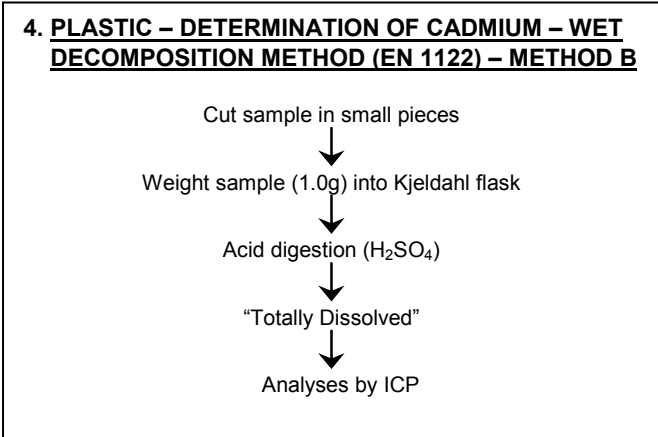 4. PLASTIC – DETERMINATION OF CADMIUM – WET
DECOMPOSITION METHOD (EN 1122) – METHOD B
Cut sample in small pieces
Weight sample (1.0g) into Kjeldahl flask
Acid digestion (H₂SO₄)
“Totally Dissolved”
Analyses by ICP